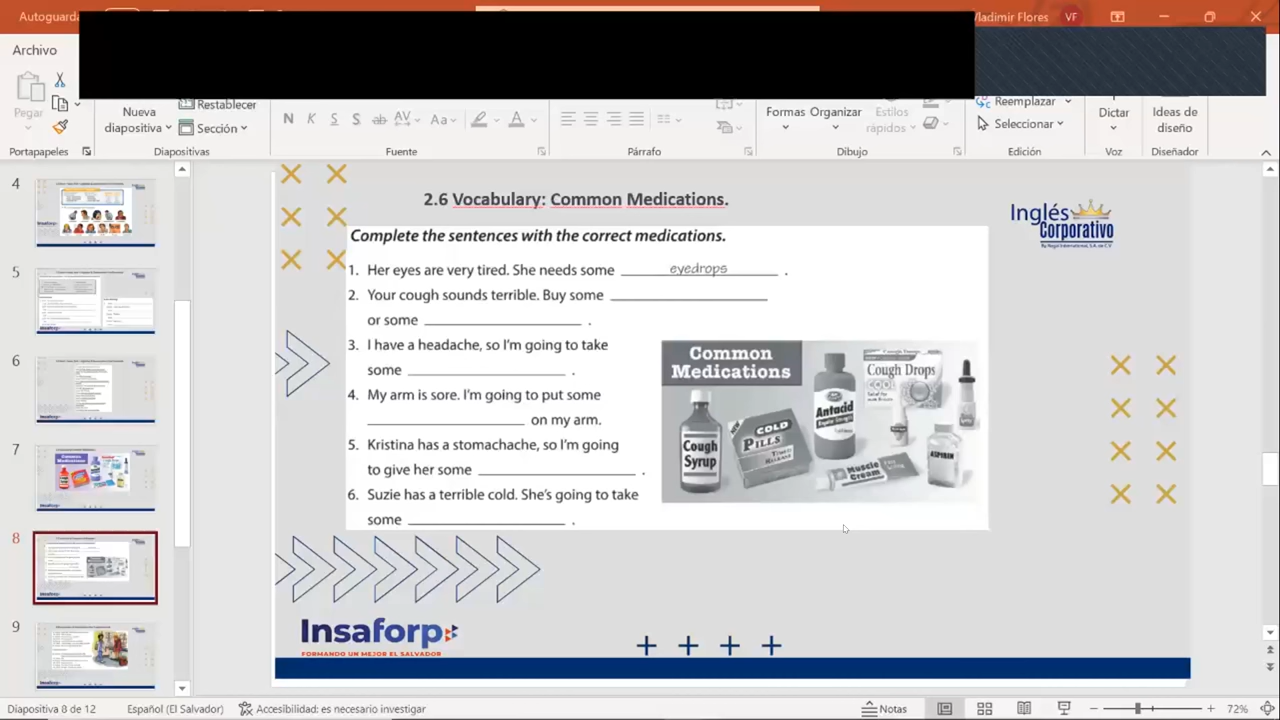 Autoguarda
Vladimir Flores
VF
Archivo
Pegar
Nueva
diapositiva
Restablecer
Sección
N
S
ab
AV
Aa
A
Formas
Organizar
Estilos
rápidos
Reemplazar
Seleccionar
Dictar
Ideas de
diseño
Portapapeles
Diapositivas
Fuente
Párrafo
Dibujo
Edición
Voz
Diseñador
4
5
6
7
8
9
2.6 Vocabulary: Common Medications.
Complete the sentences with the correct medications.
1. Her eyes are very tired. She needs some eyedrops .
2. Your cough sounds terrible. Buy some
or some .
3. I have a headache, so I'm going to take
some .
4. My arm is sore. I'm going to put some
on my arm.
5. Kristina has a stomachache, so I'm going
to give her some .
6. Suzie has a terrible cold. She's going to take
some .
Common
Medications
Cough
Syrup
COLD
PILLS
Antacid
Cough Drops
COOL
Muscle
Cream
ASPIRIN
Inglés
Corporativo
Insaforp
FORMANDO UN MEJOR EL SALVADOR
Diapositiva 8 de 12
Español (El Salvador)
Accesibilidad: es necesario investigar
Notas
72%